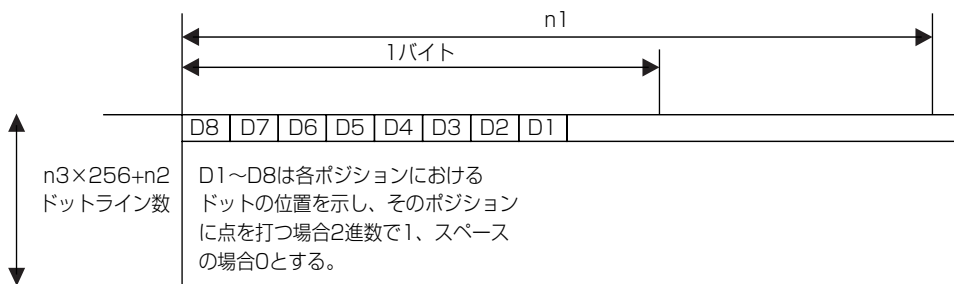 n1
1バイト
D8 D7 D6 D5 D4 D3 D2 D1
n3×256+n2
ドットライン数
D1～D8は各ポジションにおける
ドットの位置を示し、そのポジション
に点を打つ場合2進数で1、スペース
の場合0とする。